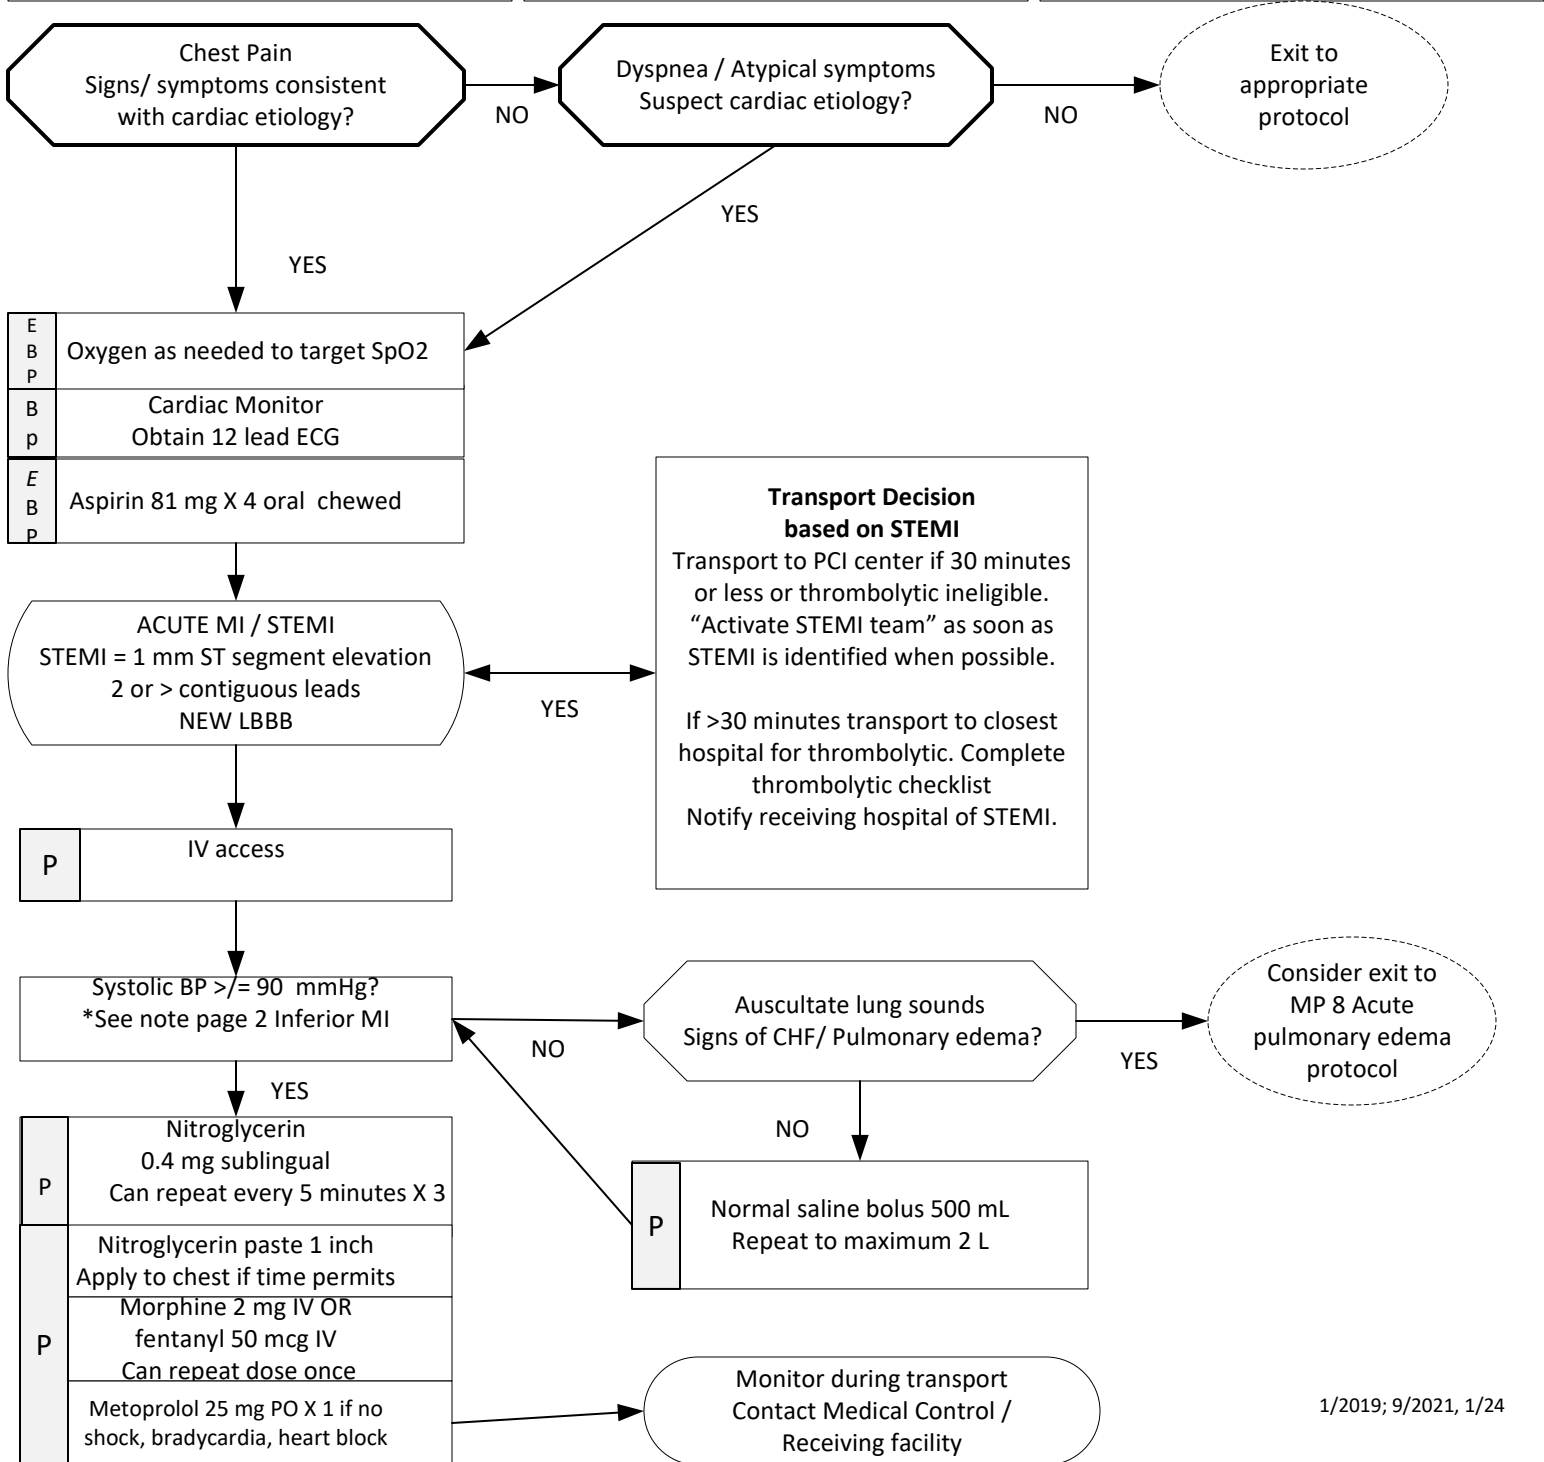 Chest Pain
Signs/ symptoms consistent
with cardiac etiology?
NO
Dyspnea / Atypical symptoms
Suspect cardiac etiology?
NO
Exit to
appropriate
protocol
YES
YES
E
B
P
Oxygen as needed to target SpO2
B
p
Cardiac Monitor
Obtain 12 lead ECG
E
B
P
Aspirin 81 mg X 4 oral chewed
ACUTE MI / STEMI
STEMI = 1 mm ST segment elevation
2 or > contiguous leads
NEW LBBB
YES
Transport Decision
based on STEMI
Transport to PCI center if 30 minutes
or less or thrombolytic ineligible.
“Activate STEMI team” as soon as
STEMI is identified when possible.
If >30 minutes transport to closest
hospital for thrombolytic. Complete
thrombolytic checklist
Notify receiving hospital of STEMI.
P
IV access
Systolic BP >/= 90 mmHg?
*See note page 2 Inferior MI
NO
Auscultate lung sounds
Signs of CHF/ Pulmonary edema?
YES
Consider exit to
MP 8 Acute
pulmonary edema
protocol
YES
NO
P
Nitroglycerin
0.4 mg sublingual
Can repeat every 5 minutes X 3
P
Normal saline bolus 500 mL
Repeat to maximum 2 L
P
Nitroglycerin paste 1 inch
Apply to chest if time permits
Morphine 2 mg IV OR
fentanyl 50 mcg IV
Can repeat dose once
Metoprolol 25 mg PO X 1 if no
shock, bradycardia, heart block
Monitor during transport
Contact Medical Control /
Receiving facility
1/2019; 9/2021, 1/24